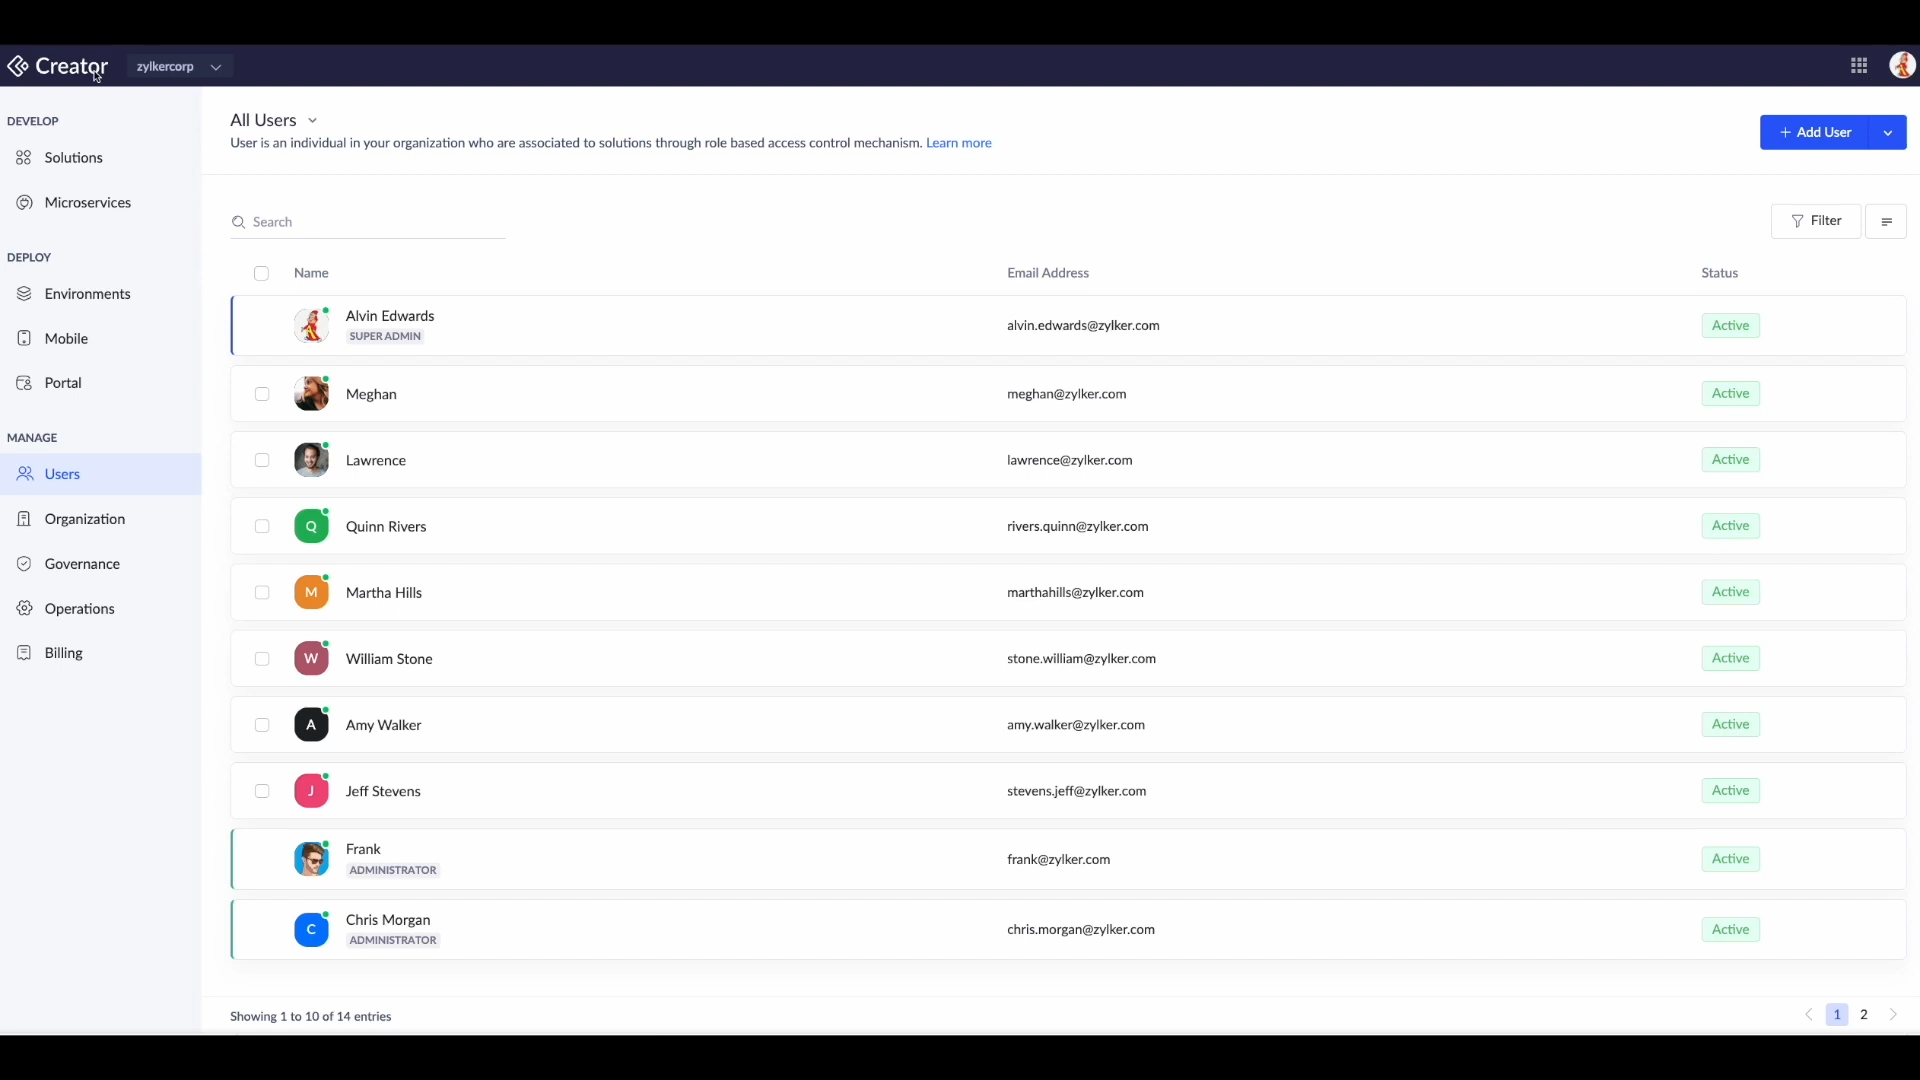 Creator
zylkercorp
DEVELOP
Solutions
Microservices
DEPLOY
Environments
Mobile
Portal
MANAGE
Users
Organization
Governance
Operations
Billing
All Users
User is an individual in your organization who are associated to solutions through role based access control mechanism. Learn more
+ Add User
Search
Filter
Name Email Address Status
Alvin Edwards
SUPER ADMIN
alvin.edwards@zylker.com Active
Meghan meghan@zylker.com Active
Lawrence lawrence@zylker.com Active
Q Quinn Rivers rivers.quinn@zylker.com Active
M Martha Hills marthahills@zylker.com Active
W William Stone stone.william@zylker.com Active
A Amy Walker amy.walker@zylker.com Active
J Jeff Stevens stevens.jeff@zylker.com Active
Frank
ADMINISTRATOR
frank@zylker.com Active
C Chris Morgan
ADMINISTRATOR
chris.morgan@zylker.com Active
Showing 1 to 10 of 14 entries
1 2